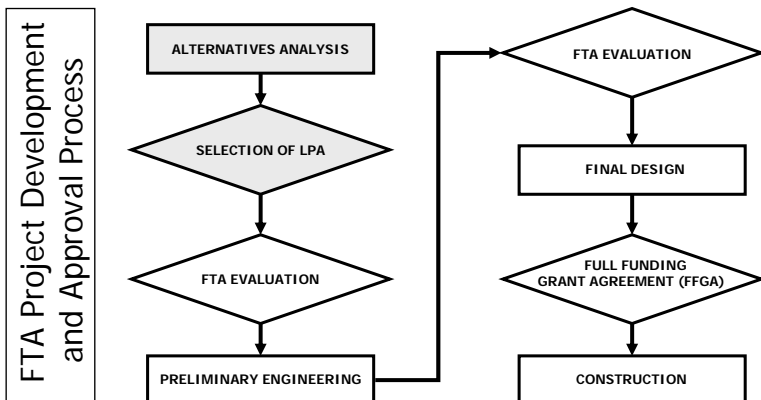 FTA Project Development
and Approval Process
ALTERNATIVES ANALYSIS
SELECTION OF LPA
FTA EVALUATION
PRELIMINARY ENGINEERING
FTA EVALUATION
FINAL DESIGN
FULL FUNDING
GRANT AGREEMENT (FFGA)
CONSTRUCTION